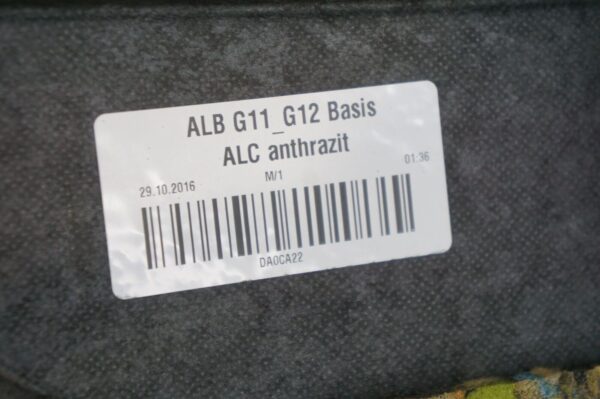 ALB G11_G12 Basis
ALC anthrazit
29.10.2016 M/1 01:36
DA0CA22